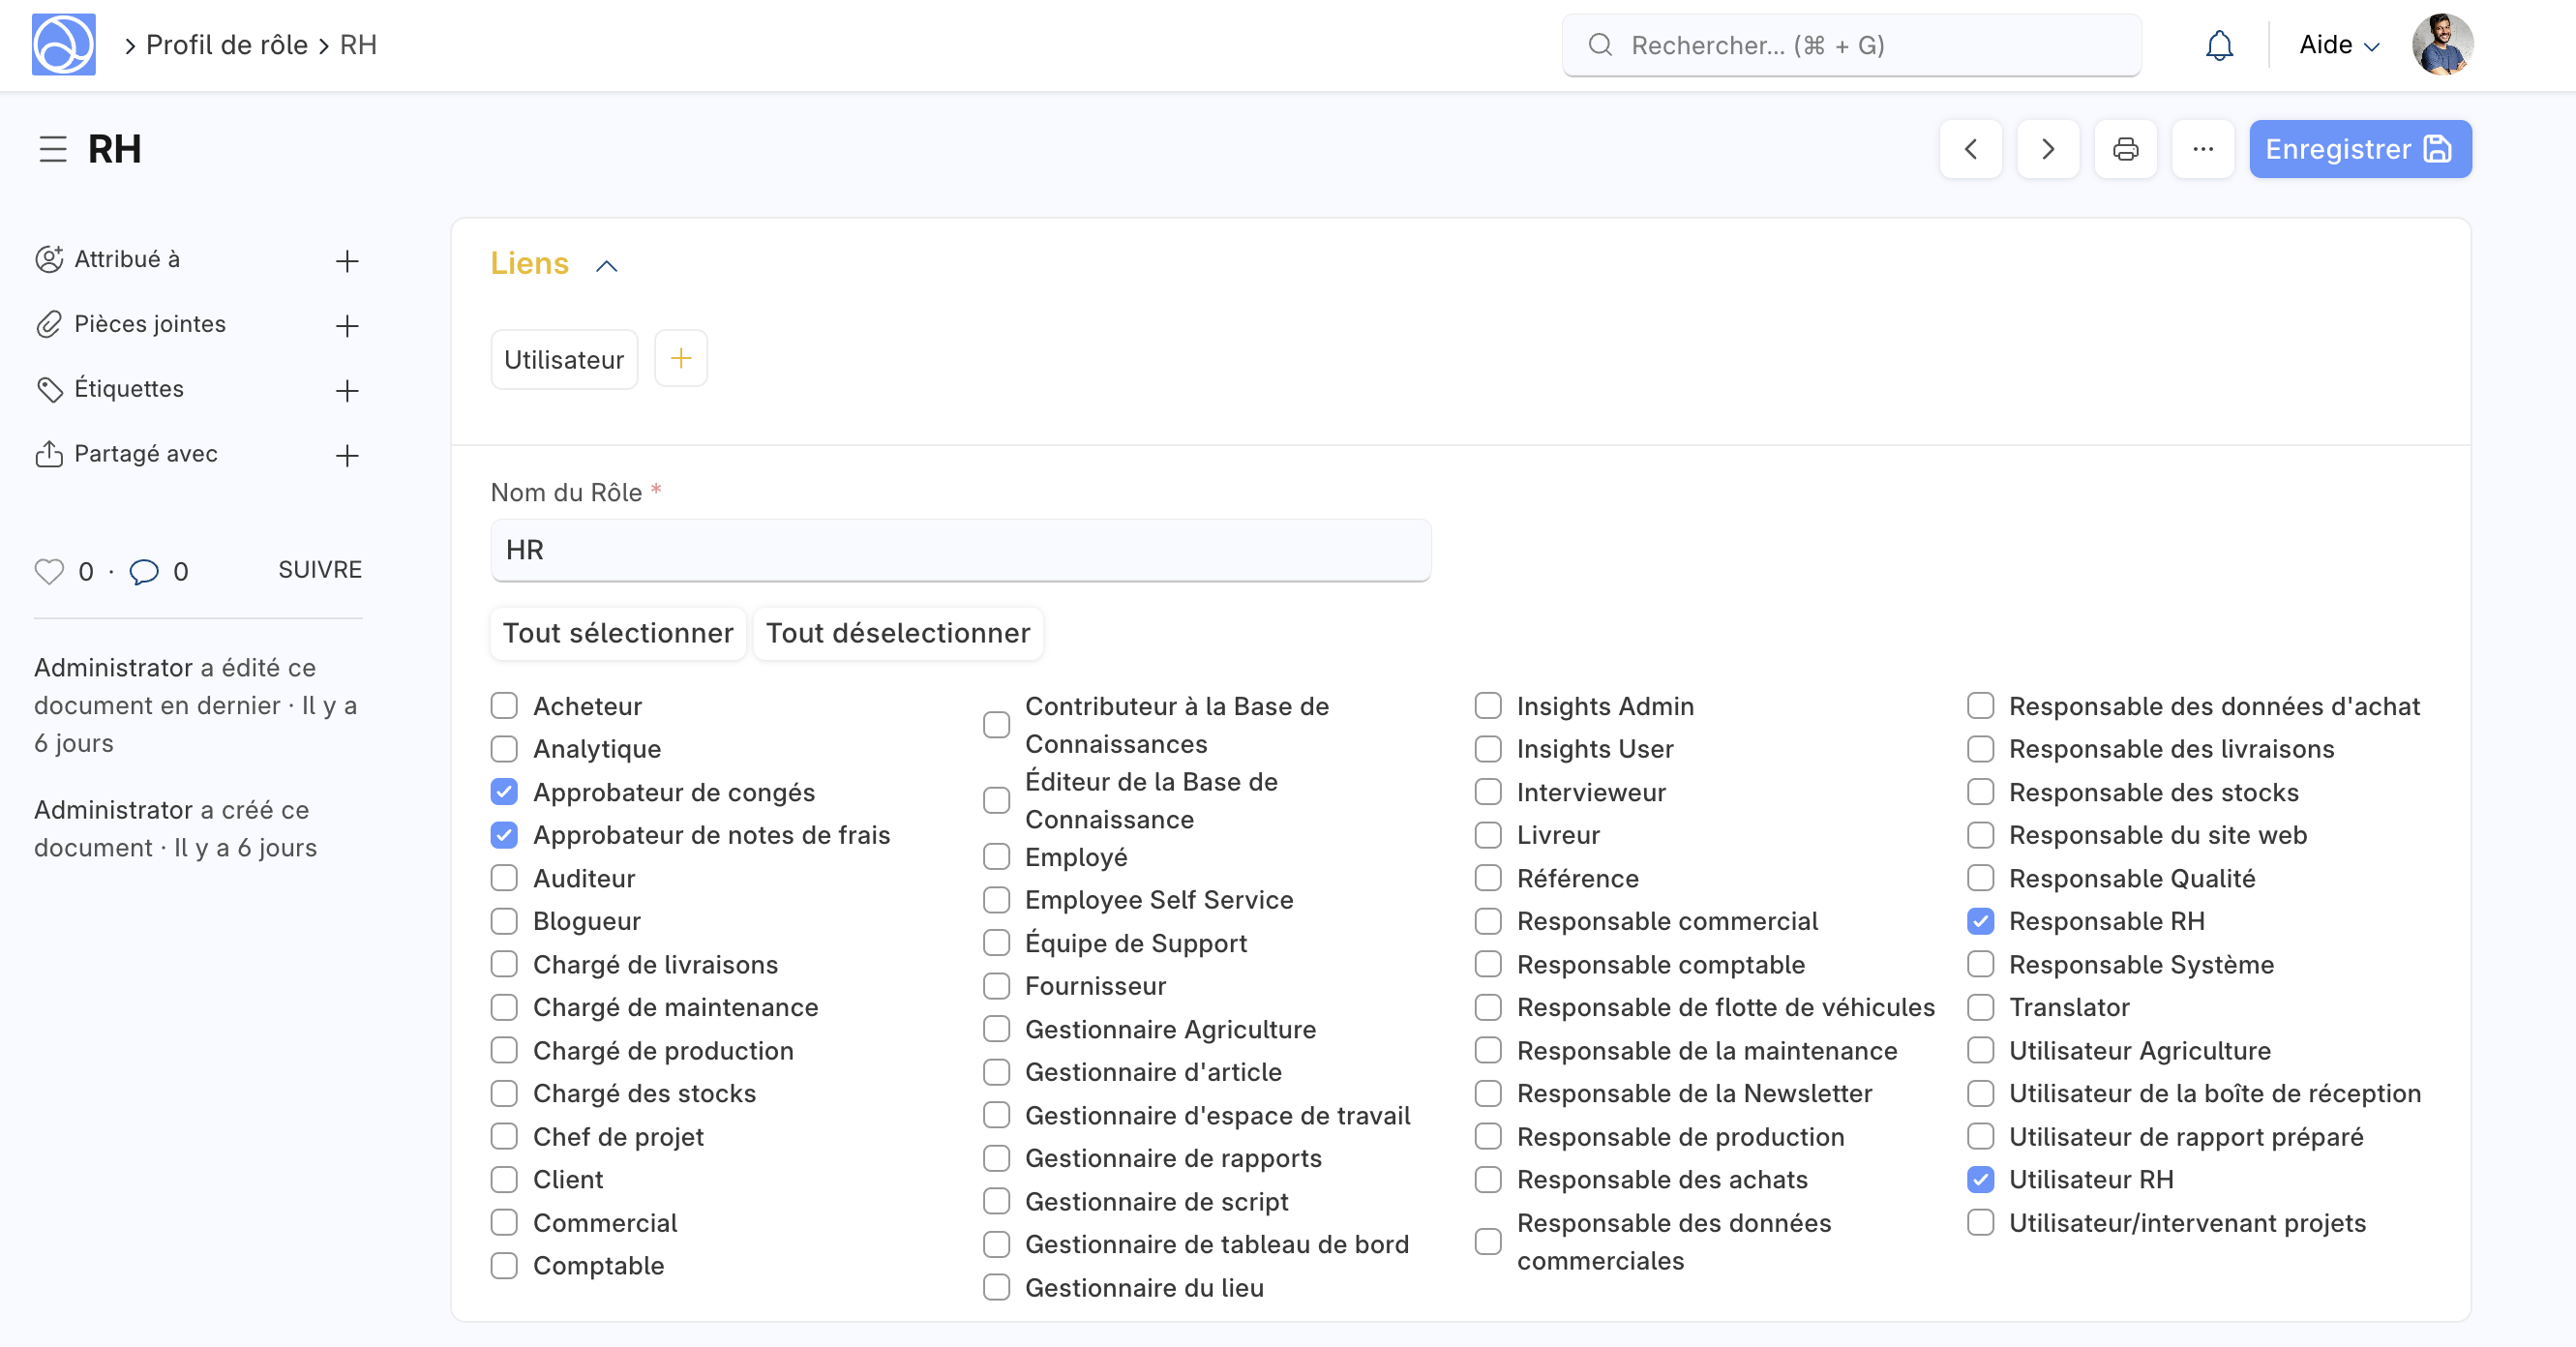 Profil de rôle
RH
Rechercher... (⌘ + G)
Aide
RH
Enregistrer
Attribué à
Pièces jointes
Étiquettes
Partagé avec
0 · 0 SUIVRE
Administrator a édité ce
document en dernier · Il y a
6 jours
Administrator a créé ce
document · Il y a 6 jours
Liens
Utilisateur
Nom du Rôle *
HR
Tout sélectionner
Tout déselectionner
Acheteur
Analytique
Approbateur de congés
Approbateur de notes de frais
Auditeur
Blogueur
Chargé de livraisons
Chargé de maintenance
Chargé de production
Chargé des stocks
Chef de projet
Client
Commercial
Comptable
Contributeur à la Base de
Connaissances
Éditeur de la Base de
Connaissance
Employé
Employee Self Service
Équipe de Support
Fournisseur
Gestionnaire Agriculture
Gestionnaire d'article
Gestionnaire d'espace de travail
Gestionnaire de rapports
Gestionnaire de script
Gestionnaire de tableau de bord
Gestionnaire du lieu
Insights Admin
Insights User
Intervieweur
Livreur
Référence
Responsable commercial
Responsable comptable
Responsable de flotte de véhicules
Responsable de la maintenance
Responsable de la Newsletter
Responsable de production
Responsable des achats
Responsable des données
commerciales
Responsable des données d'achat
Responsable des livraisons
Responsable des stocks
Responsable du site web
Responsable Qualité
Responsable RH
Responsable Système
Translator
Utilisateur Agriculture
Utilisateur de la boîte de réception
Utilisateur de rapport préparé
Utilisateur RH
Utilisateur/intervenant projets